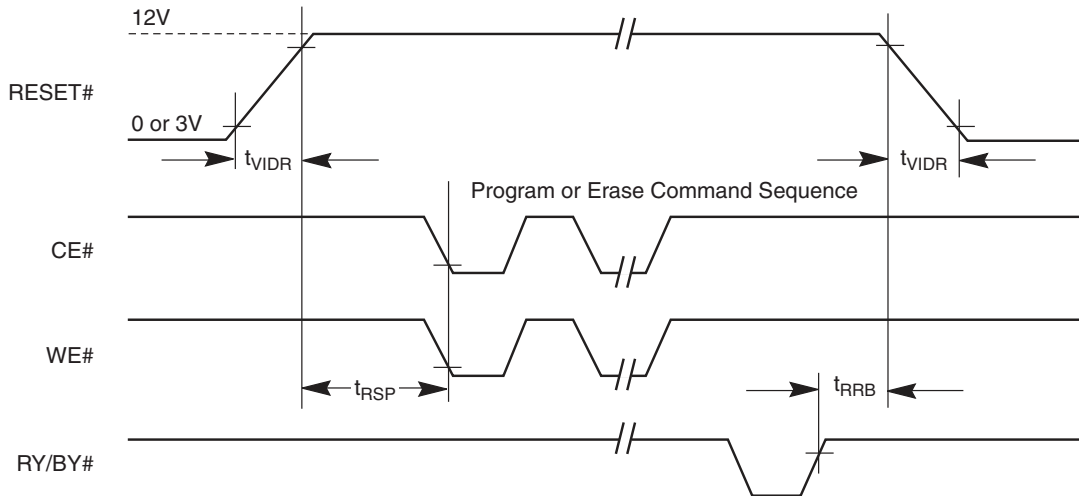 12V
RESET#
0 or 3V
tVIDR
tVIDR
Program or Erase Command Sequence
CE#
WE#
tRSP
tRRB
RY/BY#